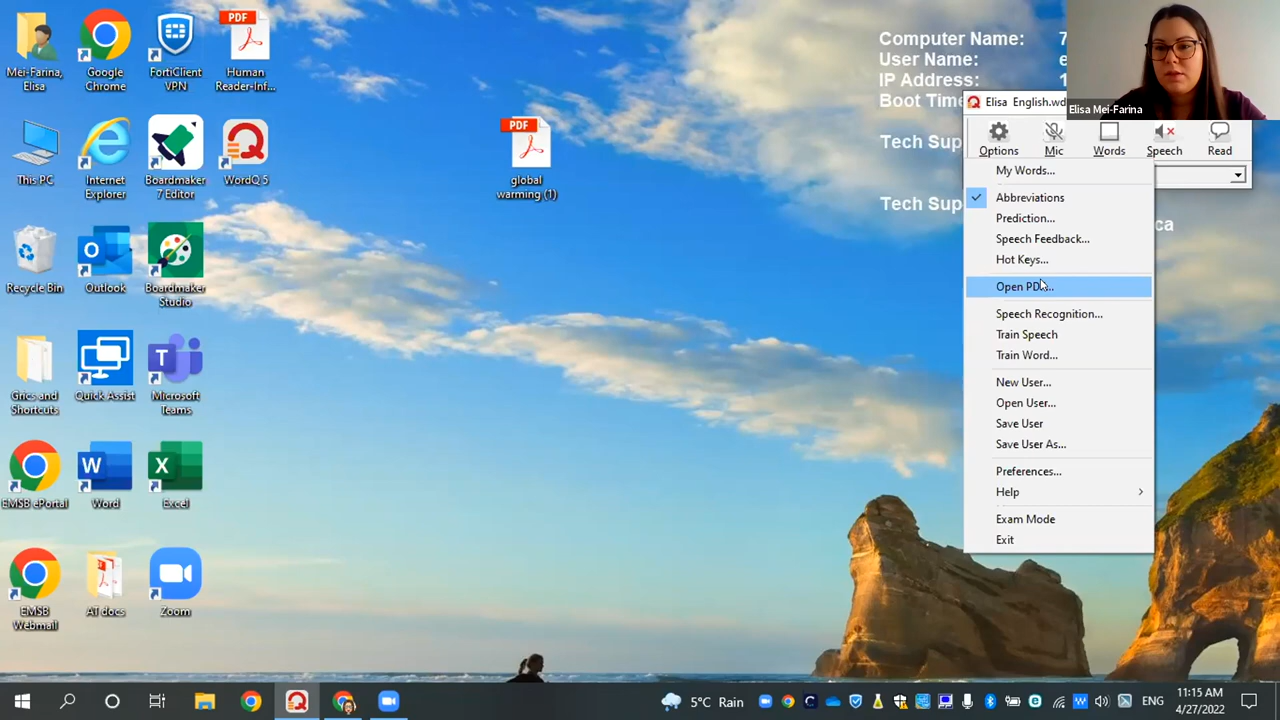 Mei-Farina,
Elisa
Google
Chrome
FortiClient
VPN
PDF
Human
Reader-Inf...
This PC
Internet
Explorer
Boardmaker
7 Editor
WordQ 5
PDF
global
warming (1)
Recycle Bin
Outlook
Boardmaker
Studio
Grics and
Shortcuts
Quick Assist
Microsoft
Teams
EMSB ePortal
Word
Excel
EMSB
Webmail
AT docs
Zoom
Computer Name: 7
User Name: e
IP Address: 1
Boot Time
Tech Sup
Tech Sup
ca
Elisa Mei-Farina
Elisa English.wd
Options
Mic
Words
Speech
Read
My Words...
Abbreviations
Prediction...
Speech Feedback...
Hot Keys...
Open PDF...
Speech Recognition...
Train Speech
Train Word...
New User...
Open User...
Save User
Save User As...
Preferences...
Help
Exam Mode
Exit
5°C Rain
ENG
11:15 AM
4/27/2022